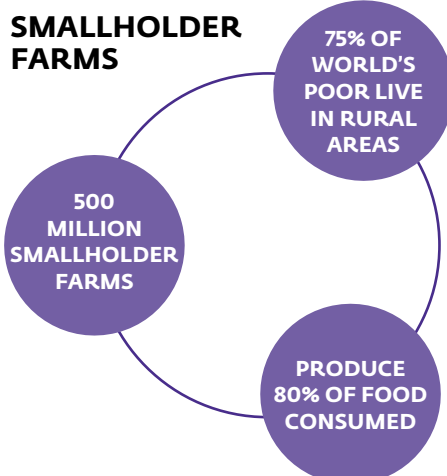 SMALLHOLDER
FARMS
75% OF
WORLD'S
POOR LIVE
IN RURAL
AREAS
500
MILLION
SMALLHOLDER
FARMS
PRODUCE
80% OF FOOD
CONSUMED